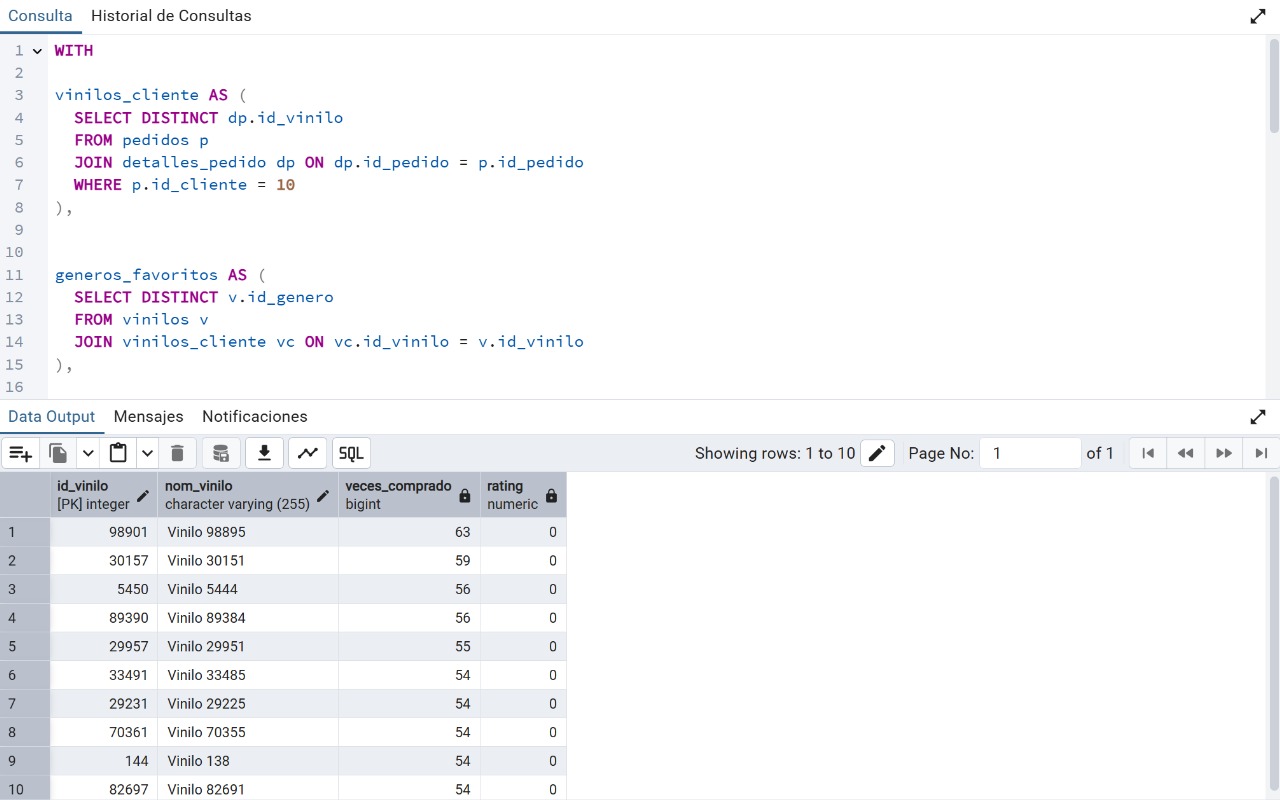 Consulta Historial de Consultas
1 WITH
2
3 vinilos_cliente AS (
4 SELECT DISTINCT dp.id_vinilo
5 FROM pedidos p
6 JOIN detalles_pedido dp ON dp.id_pedido = p.id_pedido
7 WHERE p.id_cliente = 10
8 ),
9
10
11 generos_favoritos AS (
12 SELECT DISTINCT v.id_genero
13 FROM vinilos v
14 JOIN vinilos_cliente vc ON vc.id_vinilo = v.id_vinilo
15 ),
16
Data Output Mensajes Notificaciones
SQL Showing rows: 1 to 10 Page No: 1 of 1
id_vinilo nom_vinilo veces_comprado rating
[PK] integer character varying (255) bigint numeric
1 98901 Vinilo 98895 63 0
2 30157 Vinilo 30151 59 0
3 5450 Vinilo 5444 56 0
4 89390 Vinilo 89384 56 0
5 29957 Vinilo 29951 55 0
6 33491 Vinilo 33485 54 0
7 29231 Vinilo 29225 54 0
8 70361 Vinilo 70355 54 0
9 144 Vinilo 138 54 0
10 82697 Vinilo 82691 54 0